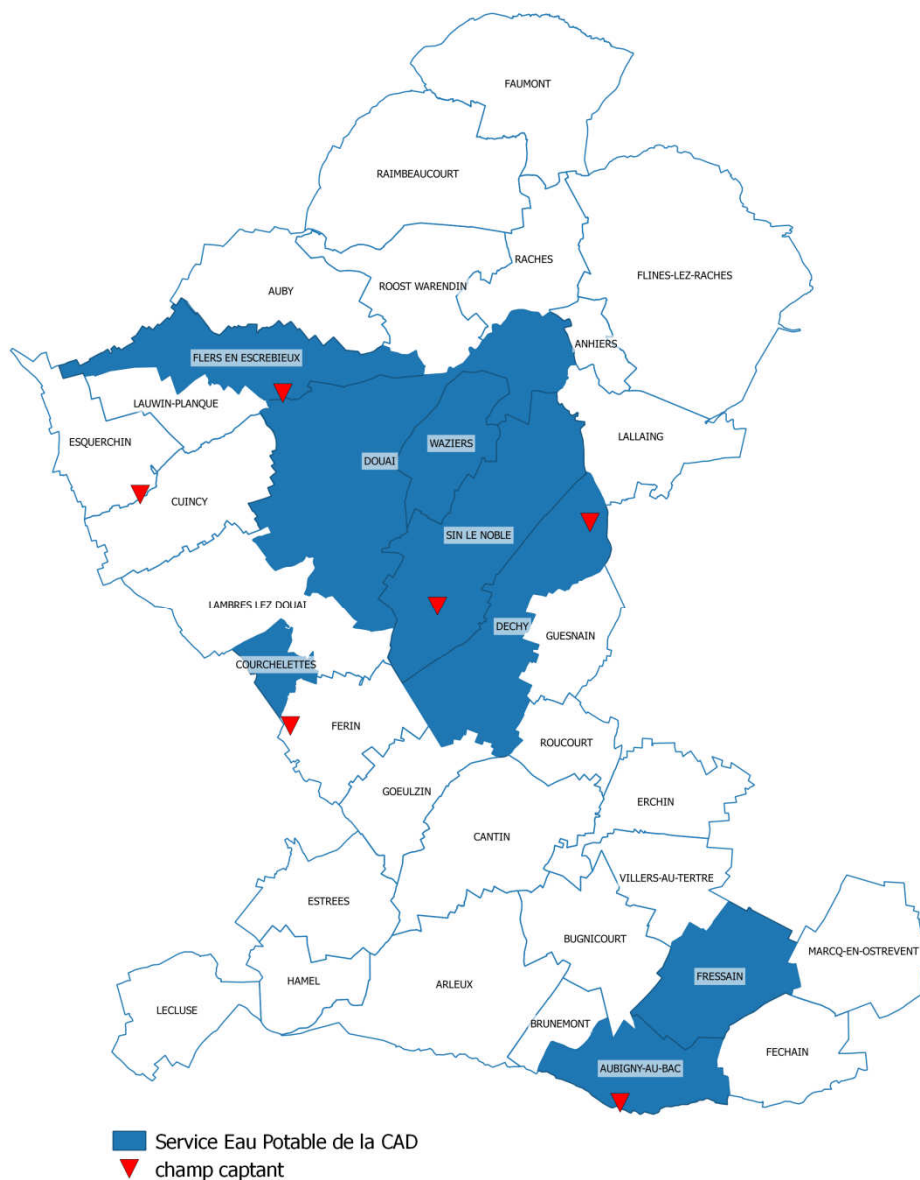 FAUMONT
RAIMBEAUCOURT
RACHES
FLINES-LEZ-RACHES
ROOST WARENDIN
AUBY
ANHIERS
FLERS EN ESCREBIEUX
LAUWIN-PLANQUE
ESQUERCHIN
WAZIERS
LALLAING
DOUAI
CUINCY
SIN LE NOBLE
LAMBRES LEZ DOUAI
DECHY
GUESNAIN
COURCHELETTES
FERIN
ROUCOURT
GOEULZIN
ERCHIN
CANTIN
VILLERS-AU-TERTRE
ESTREES
BUGNICOURT
MARCQ-EN-OSTREVENT
FRESSAIN
HAMEL
ARLEUX
LECLUSE
BRUNEMONT
FECHAIN
AUBIGNY-AU-BAC
Service Eau Potable de la CAD
champ captant